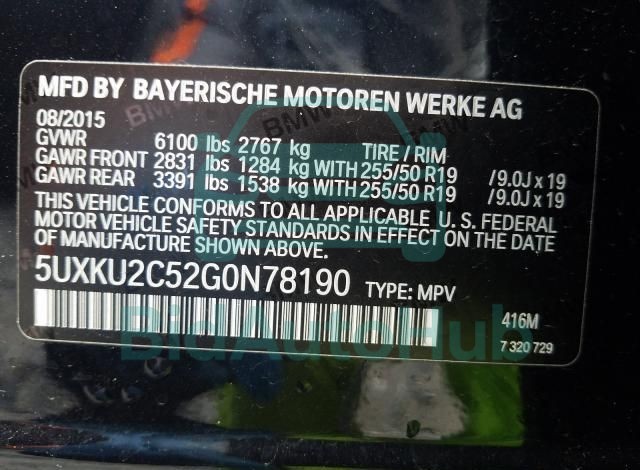 MFD BY BAYERISCHE MOTOREN WERKE AG
08/2015
GVWR 6100 lbs 2767 kg TIRE / RIM
GAWR FRONT 2831 lbs 1284 kg WITH 255/50 R19 /9.0J x 19
GAWR REAR 3391 lbs 1538 kg WITH 255/50 R19 /9.0J x 19
THIS VEHICLE CONFORMS TO ALL APPLICABLE U. S. FEDERAL
MOTOR VEHICLE SAFETY STANDARDS IN EFFECT ON THE DATE
OF MANUFACTURE SHOWN ABOVE.
5UXKU2C52G0N78190 TYPE: MPV
416M
7 320 729
BidAutoHub